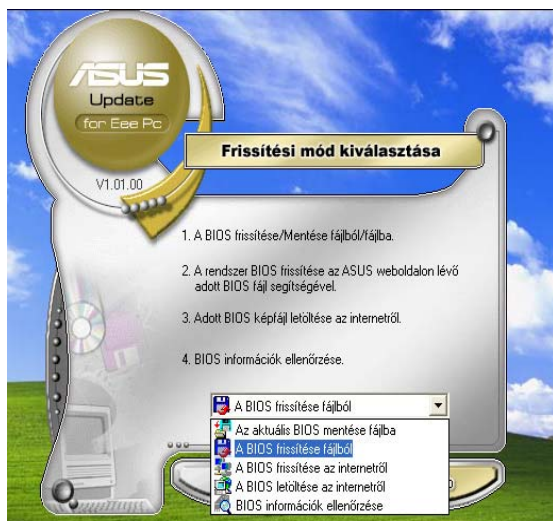 ASUS
Update
for Eee Pc
V1.01.00
Frissítési mód kiválasztása
1. A BIOS frissítése/Mentése fájlból/fájlba.
2. A rendszer BIOS frissítése az ASUS weboldalon lévő
adott BIOS fájl segítségével.
3. Adott BIOS képfájl letöltése az internetről.
4. BIOS információk ellenőrzése.
A BIOS frissítése fájlból
Az aktuális BIOS mentése fájlba
A BIOS frissítése fájlból
A BIOS frissítése az internetről
A BIOS letöltése az internetről
BIOS információk ellenőrzése